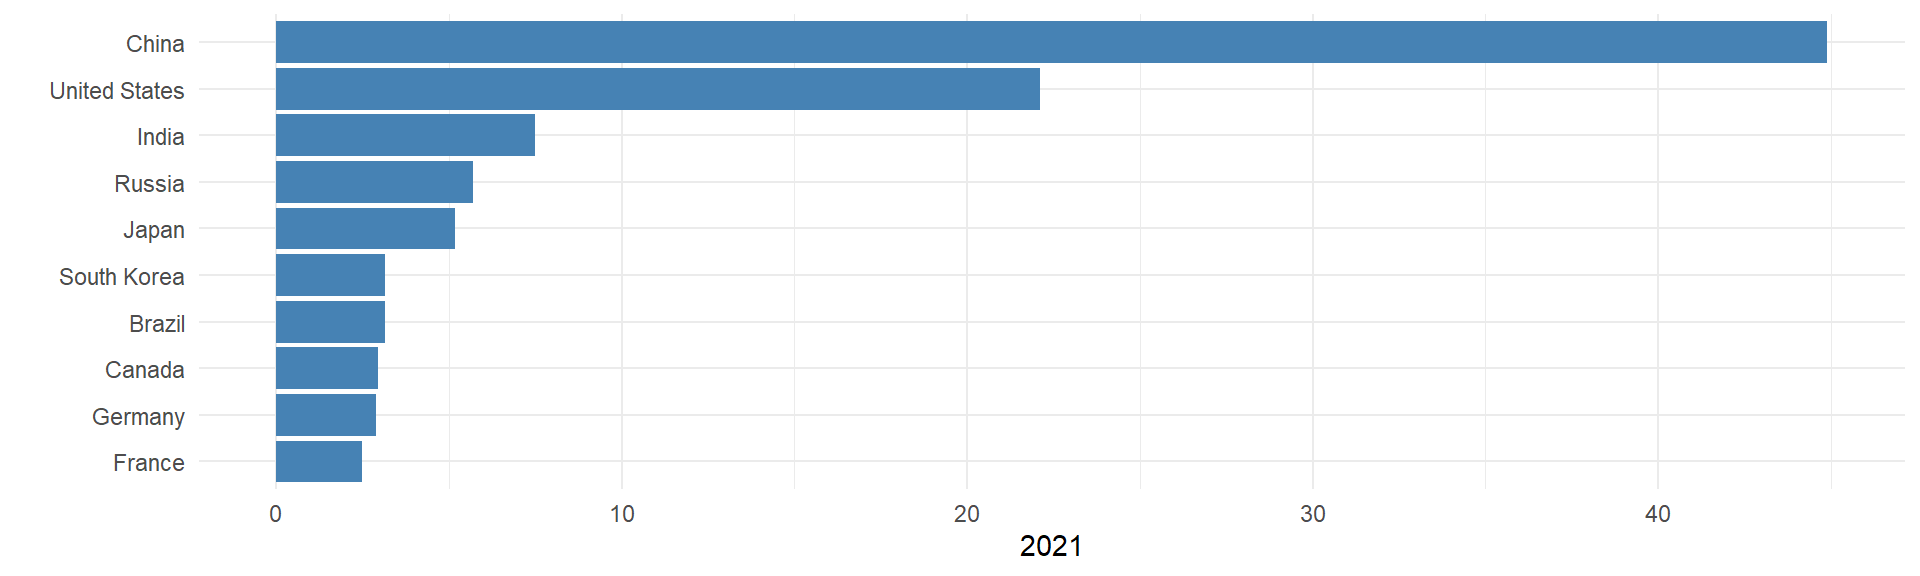 China
United States
India
Russia
Japan
South Korea
Brazil
Canada
Germany
France
0 10 20 30 40
2021